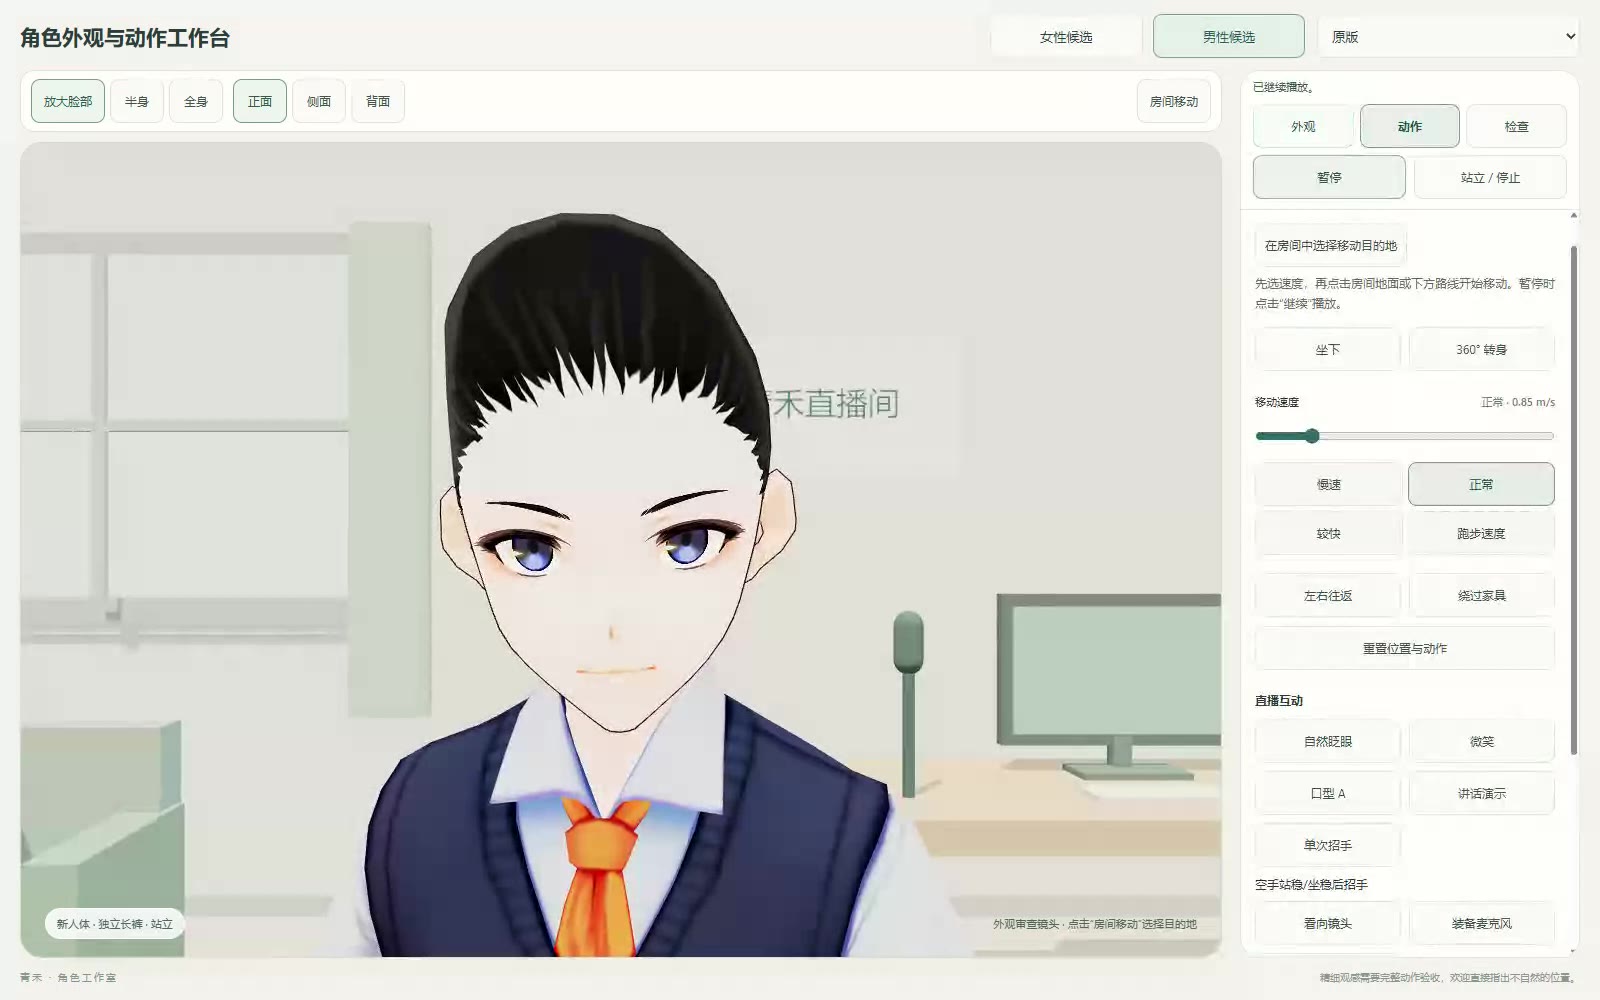 角色外观与动作工作台
女性候选
男性候选
原版
放大脸部
半身
全身
正面
侧面
背面
房间移动
禾直播间
新人体 · 独立长裤 · 站立
外观审查镜头 · 点击“房间移动”选择目的地
已继续播放。
外观
动作
检查
暂停
站立 / 停止
在房间中选择移动目的地
先选速度，再点击房间地面或下方路线开始移动。暂停时
点击“继续”播放。
坐下
360° 转身
移动速度
正常 · 0.85 m/s
慢速
正常
较快
跑步速度
左右往返
绕过家具
重置位置与动作
直播互动
自然眨眼
微笑
口型 A
讲话演示
单次招手
空手站稳/坐稳后招手
看向镜头
装备麦克风
青禾 · 角色工作室
精细观感需要完整动作验收，欢迎直接指出不自然的位置。